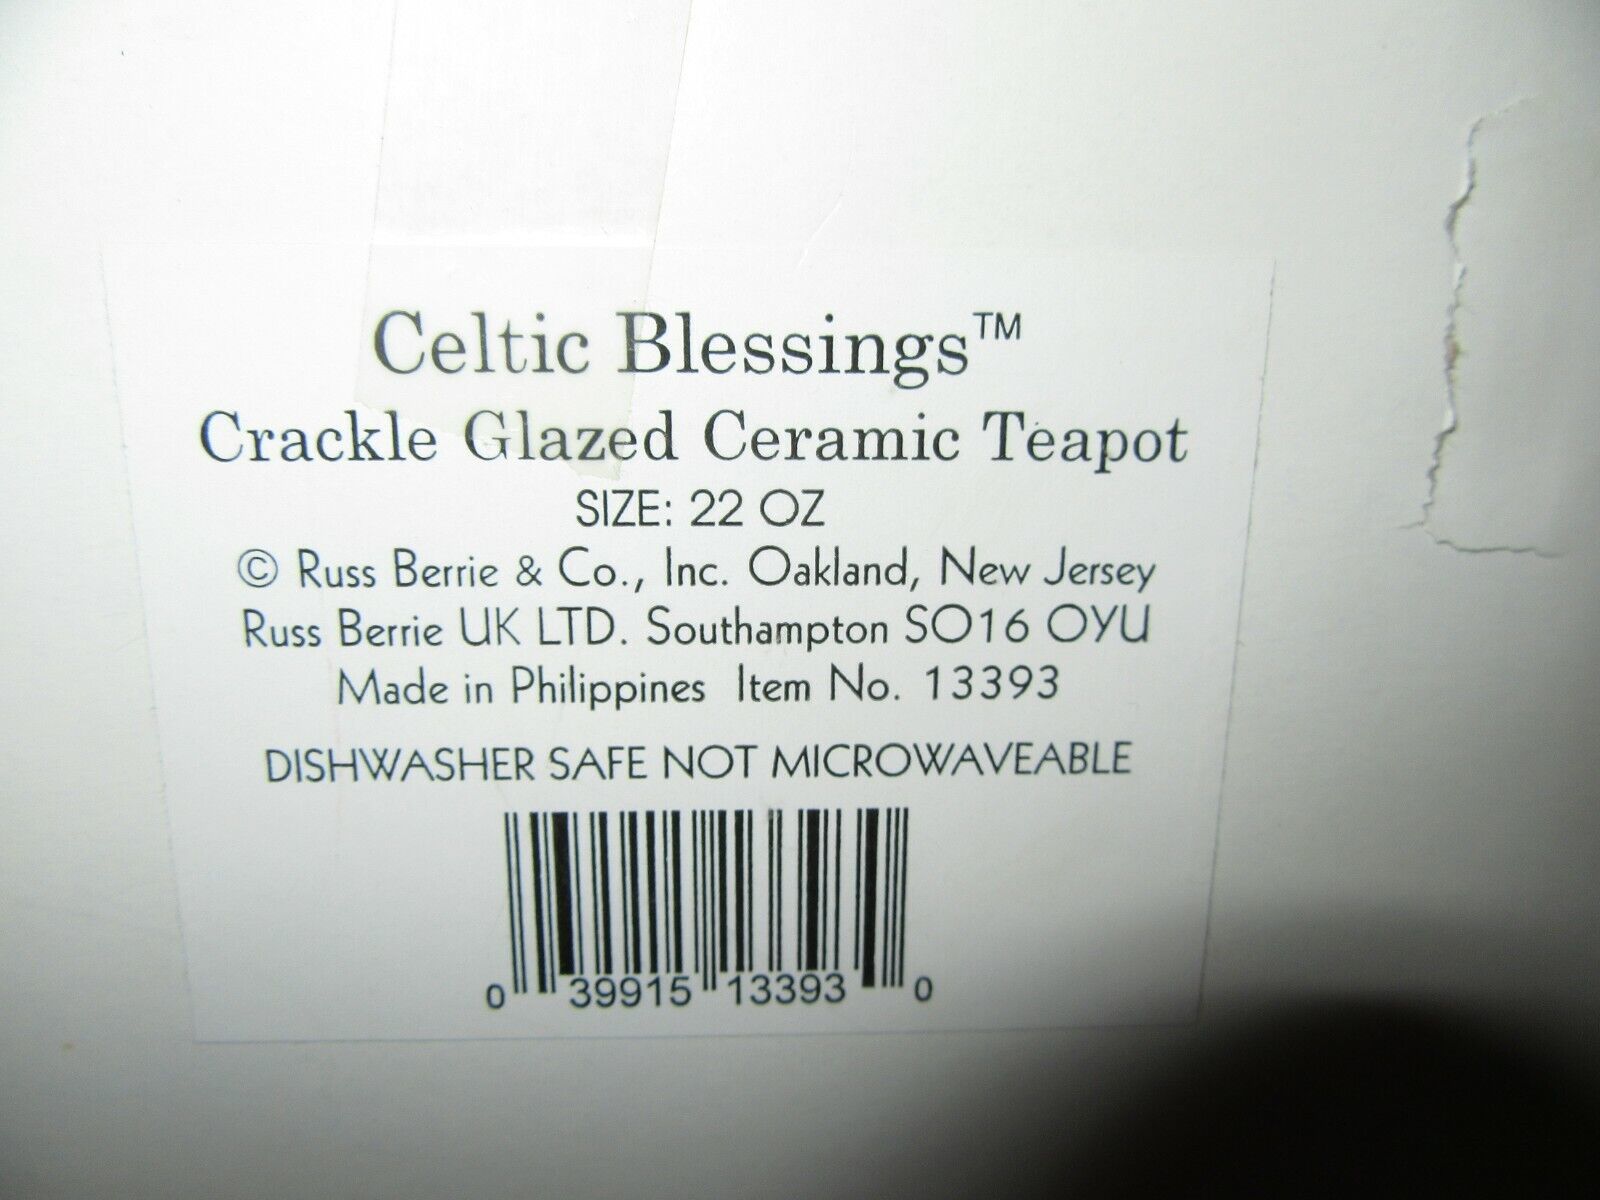 Celtic Blessings™
Crackle Glazed Ceramic Teapot
SIZE: 22 OZ
© Russ Berrie & Co., Inc. Oakland, New Jersey
Russ Berrie UK LTD. Southampton SO16 OYU
Made in Philippines Item No. 13393
DISHWASHER SAFE NOT MICROWAVEABLE
0 39915 13393 0